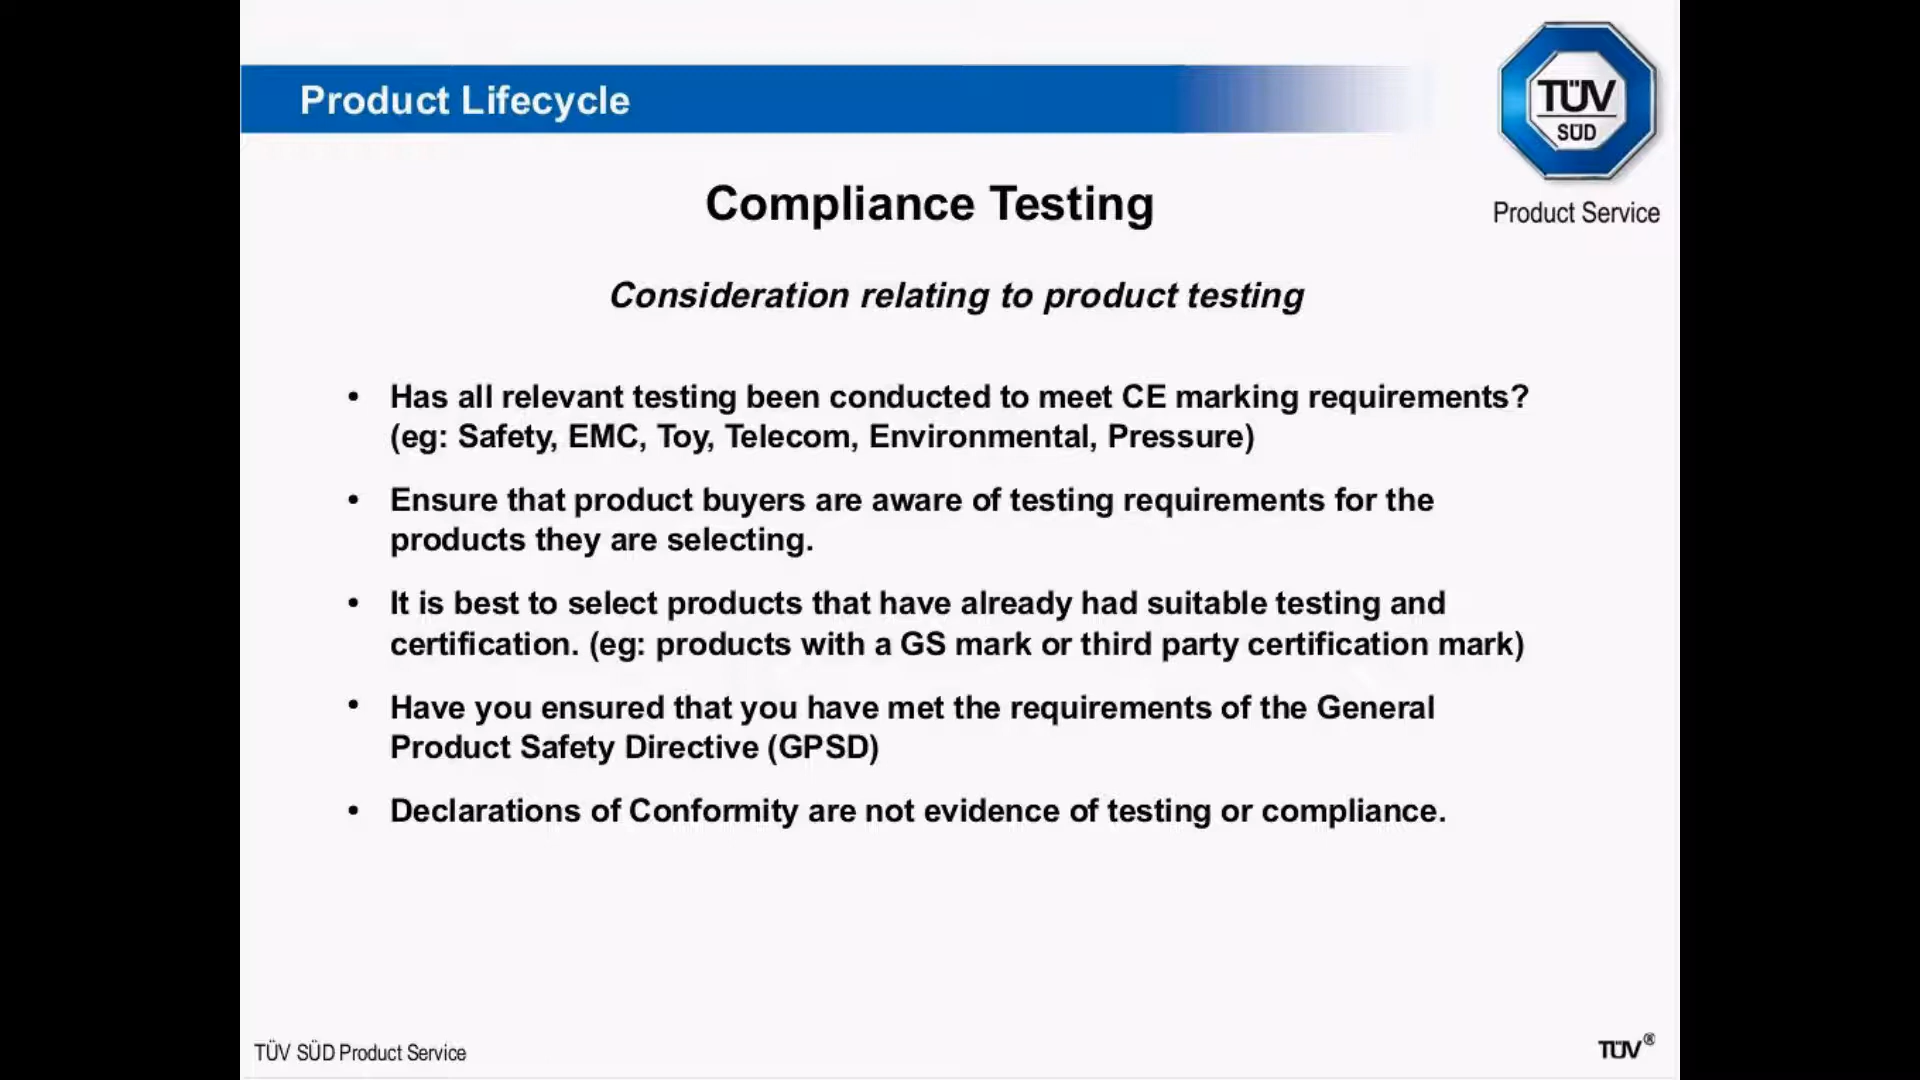 Product Lifecycle
TÜV
SÜD
Product Service
Compliance Testing
Consideration relating to product testing
• Has all relevant testing been conducted to meet CE marking requirements?
(eg: Safety, EMC, Toy, Telecom, Environmental, Pressure)
• Ensure that product buyers are aware of testing requirements for the
products they are selecting.
• It is best to select products that have already had suitable testing and
certification. (eg: products with a GS mark or third party certification mark)
• Have you ensured that you have met the requirements of the General
Product Safety Directive (GPSD)
• Declarations of Conformity are not evidence of testing or compliance.
TÜV SÜD Product Service
TÜV®